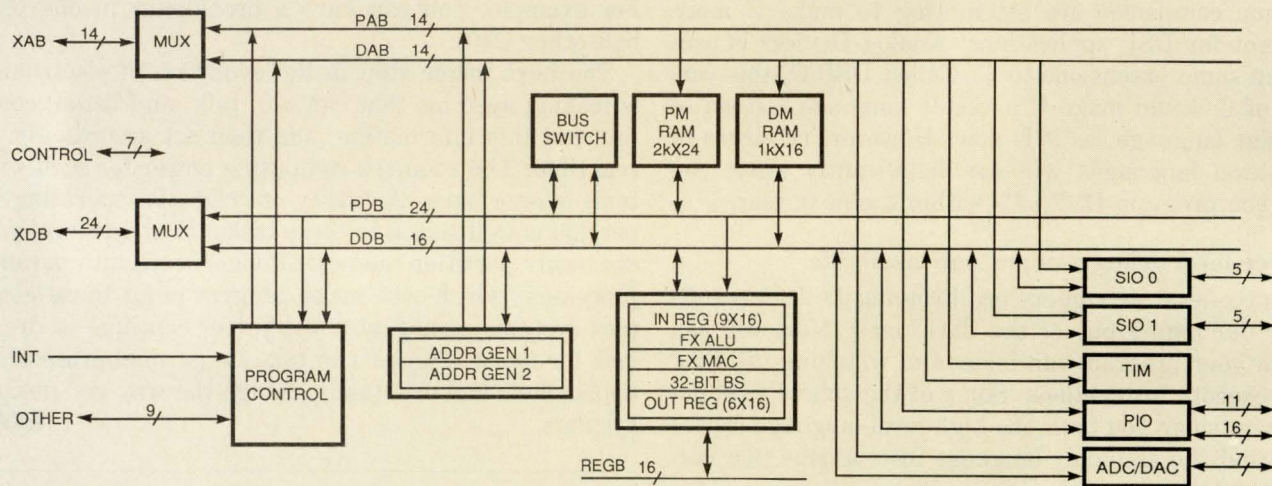 PAB 14
XAB 14 MUX
DAB 14
BUS SWITCH
PM RAM 2kX24
DM RAM 1kX16
CONTROL 7
PDB 24
XDB 24 MUX
DDB 16
INT
OTHER 9
PROGRAM CONTROL
ADDR GEN 1
ADDR GEN 2
IN REG (9X16)
FX ALU
FX MAC
32-BIT BS
OUT REG (6X16)
REGB 16
SIO 0 5
SIO 1 5
TIM
PIO 11
16
ADC/DAC 7